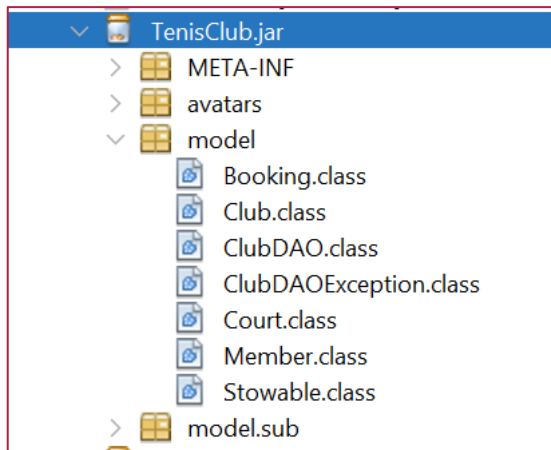 TenisClub.jar
META-INF
avatars
model
Booking.class
Club.class
ClubDAO.class
ClubDAOException.class
Court.class
Member.class
Stowable.class
model.sub